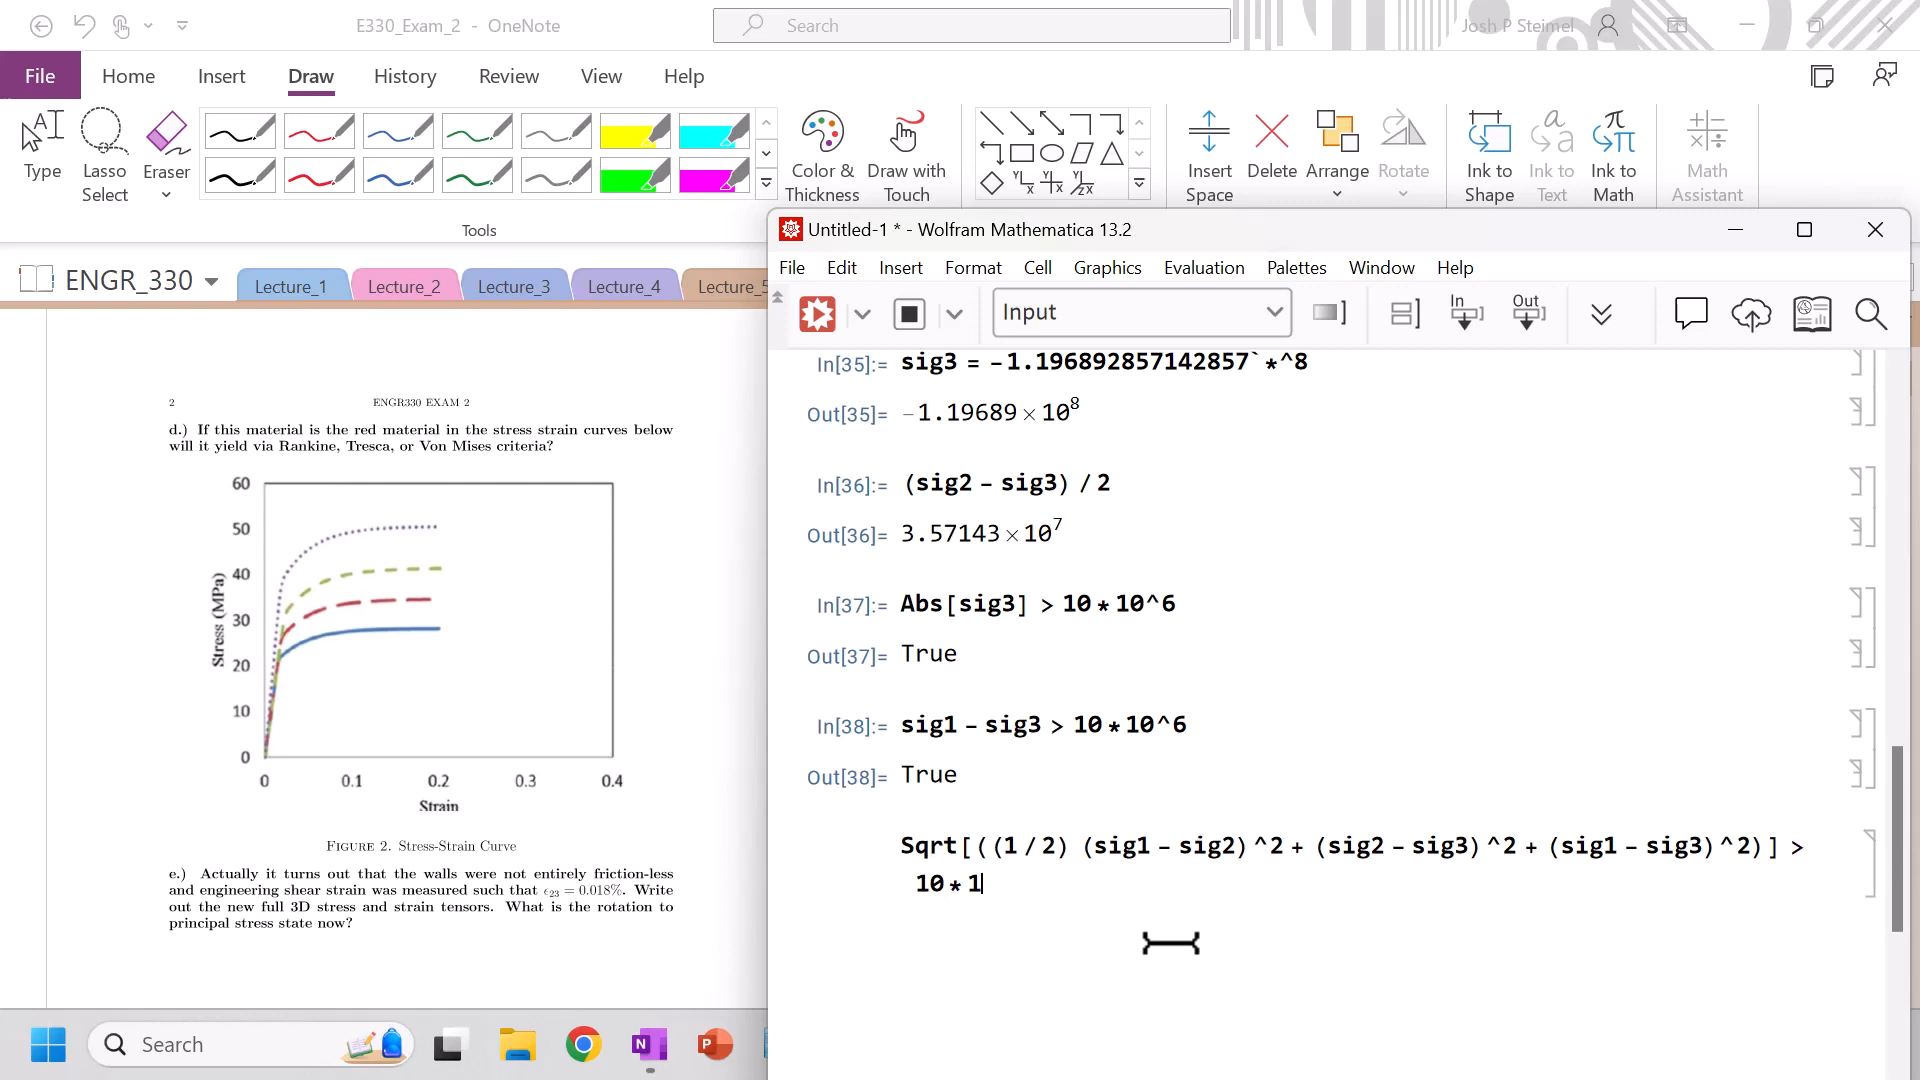 E330_Exam_2 - OneNote
Search
Josh P Steimel
File Home Insert Draw History Review View Help
Type
Lasso Select
Eraser
Color & Thickness
Draw with Touch
Insert Space
Delete
Arrange
Rotate
Ink to Shape
Ink to Text
Ink to Math
Math Assistant
Tools
ENGR_330
Lecture_1
Lecture_2
Lecture_3
Lecture_4
Lecture_5
2 ENGR330 EXAM 2
d.) If this material is the red material in the stress strain curves below
will it yield via Rankine, Tresca, or Von Mises criteria?
60
50
40
30
20
10
0
Stress (MPa)
0 0.1 0.2 0.3 0.4
Strain
FIGURE 2. Stress-Strain Curve
e.) Actually it turns out that the walls were not entirely friction-less
and engineering shear strain was measured such that ϵ23 = 0.018%. Write
out the new full 3D stress and strain tensors. What is the rotation to
principal stress state now?
Untitled-1 * - Wolfram Mathematica 13.2
File Edit Insert Format Cell Graphics Evaluation Palettes Window Help
Input
In
Out
In[35]:= sig3 = -1.196892857142857`*^8
Out[35]= -1.19689 × 10^8
In[36]:= (sig2 - sig3) / 2
Out[36]= 3.57143 × 10^7
In[37]:= Abs[sig3] > 10 * 10^6
Out[37]= True
In[38]:= sig1 - sig3 > 10 * 10^6
Out[38]= True
Sqrt[((1 / 2) (sig1 - sig2)^2 + (sig2 - sig3)^2 + (sig1 - sig3)^2)] >
10 * 1
Search